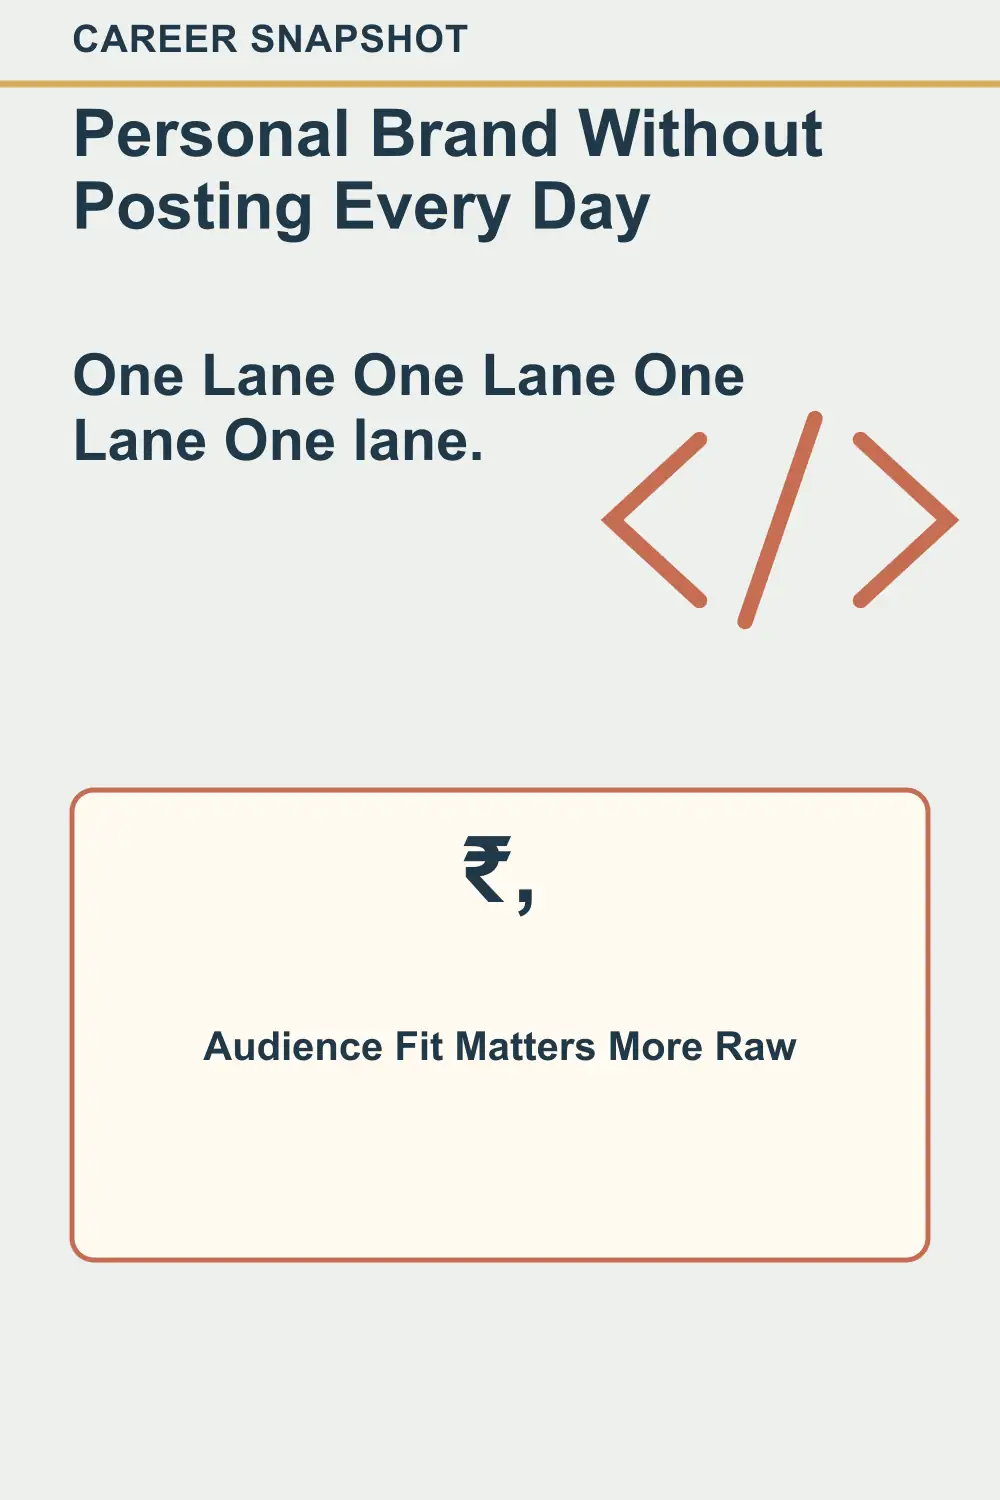 CAREER SNAPSHOT
Personal Brand Without
Posting Every Day
One Lane One Lane One
Lane One lane.
</>
₹,
Audience Fit Matters More Raw